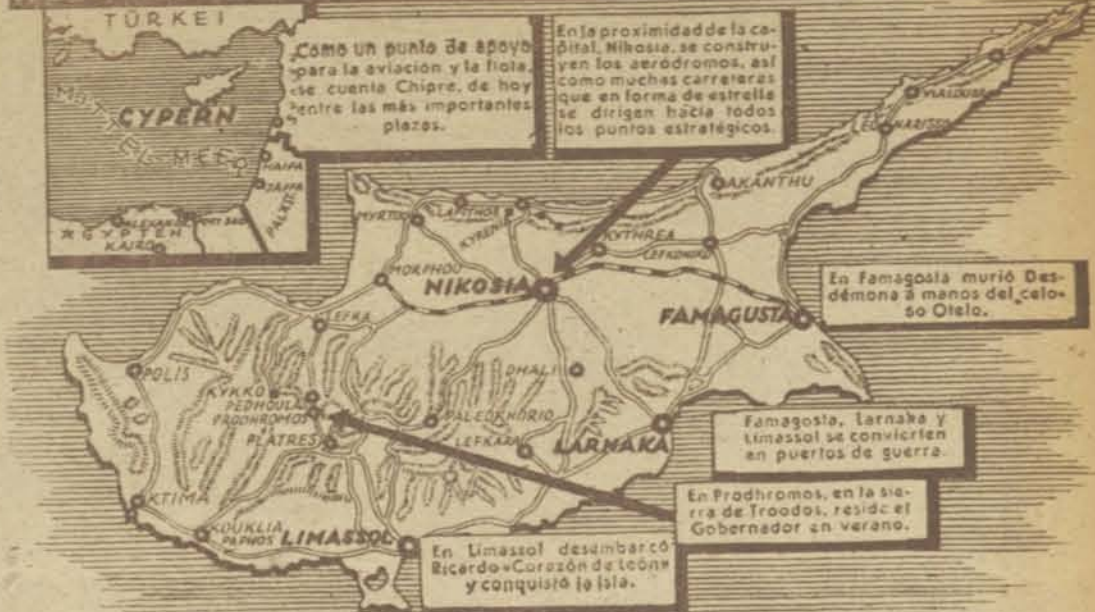 TÜRKEI
CYPERN
MITTEL-MEER
HAIFA
JAFFA
ÄGYPTEN
KAIRO
Como un punto de apoyo
para la aviación y la flota,
se cuenta Chipre, de hoy
entre las más importantes
plazas.
En la proximidad de la ca-
pital, Nikosia, se constru-
yen los aeródromos, así
como muchas carreteras
que en forma de estrella
se dirigen hacia todos
los puntos estratégicos.
AKANTHU
MYRTOU
LAPITHOS
KYRENIA
KYTHREA
LEFKONIKO
MORPHOU
NIKOSIA
FAMAGUSTA
En Famagosta murió Des-
démona a manos del celo-
so Otelo.
LEFKA
POLIS
DHALI
KYKKO
PEDHOULA
PRODHROMOS
PALEOKHORIO
PLATRES
LEFKARA
LARNAKA
Famagosta, Larnaka y
Limassol se convierten
en puertos de guerra.
KTIMA
En Prodhromos, en la sie-
rra de Troodos, reside el
Gobernador en verano.
KOUKLIA
PAPHOS
LIMASSOL
En Limassol desembarcó
Ricardo «Corazón de León»
y conquistó la Isla.